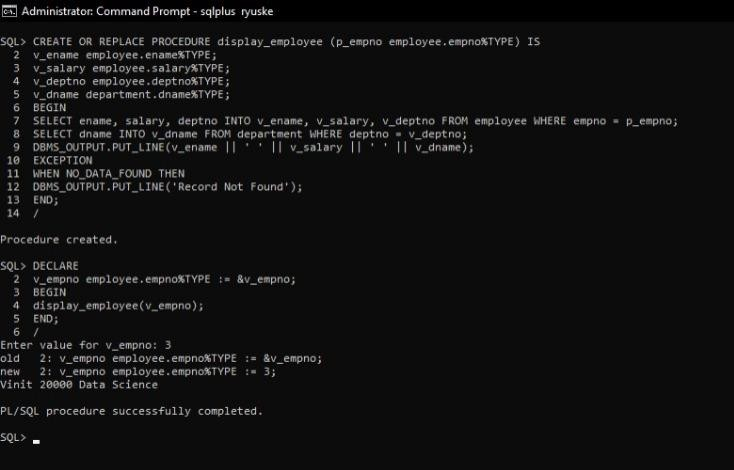 Administrator: Command Prompt - sqlplus ryuske
SQL> CREATE OR REPLACE PROCEDURE display_employee (p_empno employee.empno%TYPE) IS
2 v_ename employee.ename%TYPE;
3 v_salary employee.salary%TYPE;
4 v_deptno employee.deptno%TYPE;
5 v_dname department.dname%TYPE;
6 BEGIN
7 SELECT ename, salary, deptno INTO v_ename, v_salary, v_deptno FROM employee WHERE empno = p_empno;
8 SELECT dname INTO v_dname FROM department WHERE deptno = v_deptno;
9 DBMS_OUTPUT.PUT_LINE(v_ename || ' ' || v_salary || ' ' || v_dname);
10 EXCEPTION
11 WHEN NO_DATA_FOUND THEN
12 DBMS_OUTPUT.PUT_LINE('Record Not Found');
13 END;
14 /
Procedure created.
SQL> DECLARE
2 v_empno employee.empno%TYPE := &v_empno;
3 BEGIN
4 display_employee(v_empno);
5 END;
6 /
Enter value for v_empno: 3
old 2: v_empno employee.empno%TYPE := &v_empno;
new 2: v_empno employee.empno%TYPE := 3;
Vinit 20000 Data Science
PL/SQL procedure successfully completed.
SQL>